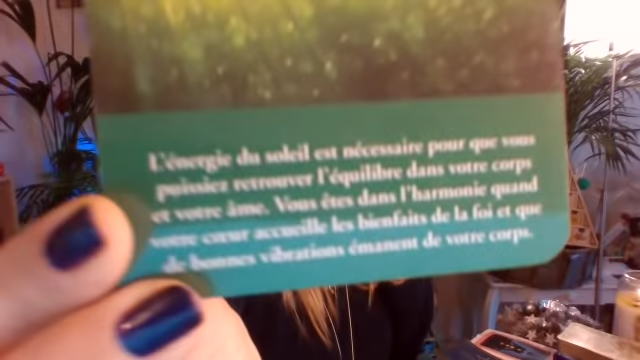 L'énergie du soleil est nécessaire pour que vous
puissiez retrouver l'équilibre dans votre corps
et votre âme. Vous êtes dans l'harmonie quand
votre cœur accueille les bienfaits de la foi et que
de bonnes vibrations émanent de votre corps.